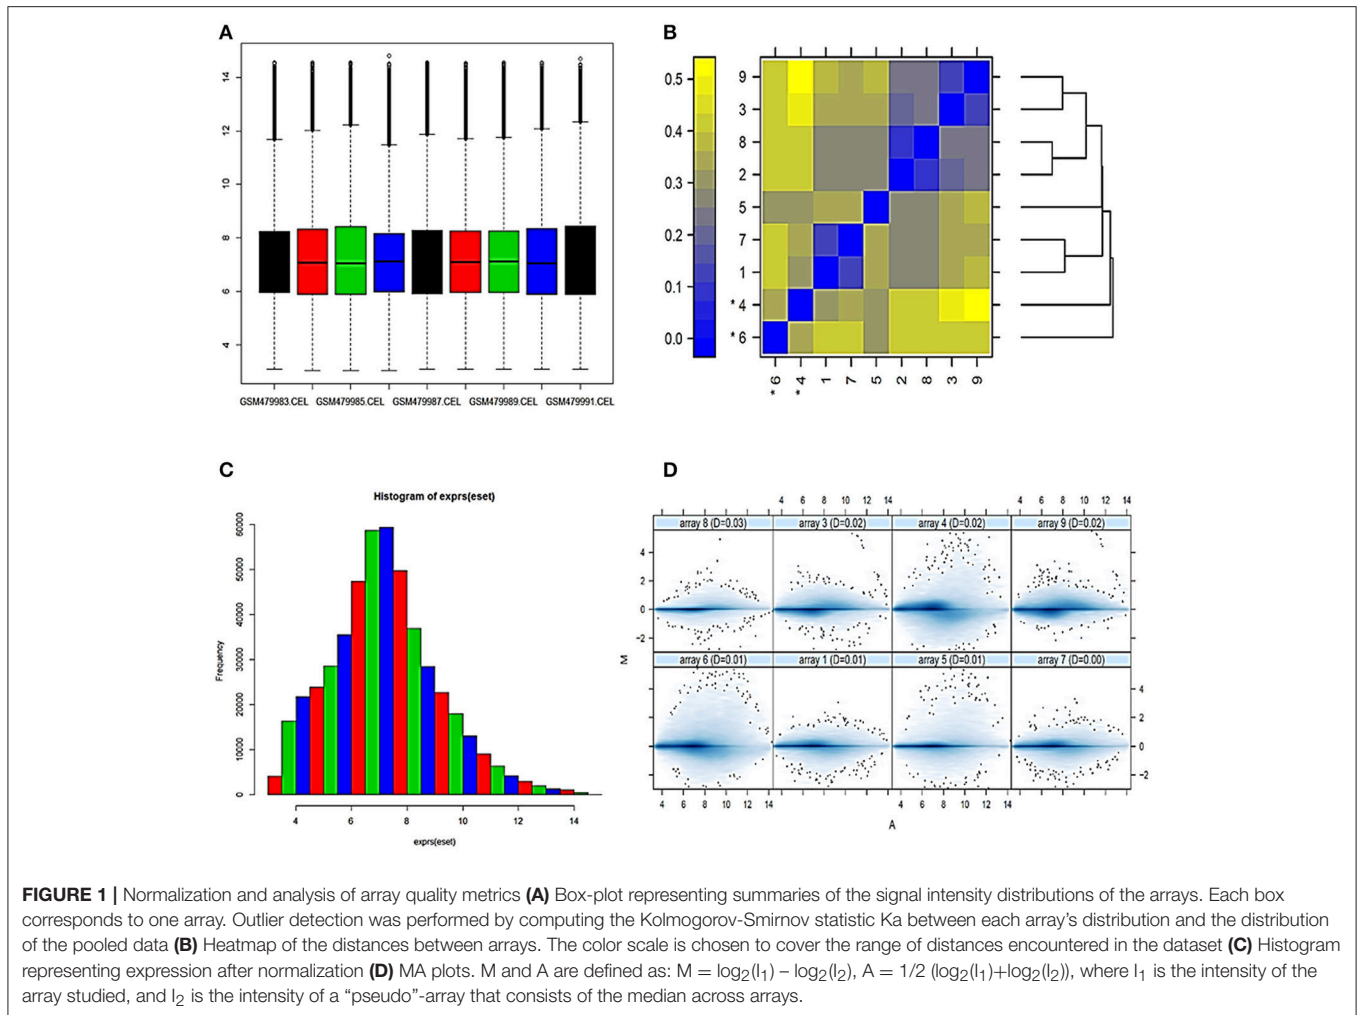 A
14
12
10
8
6
4
GSM479983.CEL GSM479985.CEL GSM479987.CEL GSM479989.CEL GSM479991.CEL
B
0.5
0.4
0.3
0.2
0.1
0.0
9
3
8
2
5
7
1
* 4
* 6
* 6 * 4 1 7 5 2 8 3 9
C
Histogram of exprs(eset)
Frequency
60000
50000
40000
30000
20000
10000
0
4 6 8 10 12 14
exprs(eset)
D
4 6 8 10 12 14 4 6 8 10 12 14
array 8 (D=0.03) array 3 (D=0.02) array 4 (D=0.02) array 9 (D=0.02)
4
2
0
−2
M
array 6 (D=0.01) array 1 (D=0.01) array 5 (D=0.01) array 7 (D=0.00)
4
2
0
−2
4 6 8 10 12 14 4 6 8 10 12 14
A
FIGURE 1 | Normalization and analysis of array quality metrics (A) Box-plot representing summaries of the signal intensity distributions of the arrays. Each box
corresponds to one array. Outlier detection was performed by computing the Kolmogorov-Smirnov statistic Ka between each array's distribution and the distribution
of the pooled data (B) Heatmap of the distances between arrays. The color scale is chosen to cover the range of distances encountered in the dataset (C) Histogram
representing expression after normalization (D) MA plots. M and A are defined as: M = log₂(I₁) – log₂(I₂), A = 1/2 (log₂(I₁)+log₂(I₂)), where I₁ is the intensity of the
array studied, and I₂ is the intensity of a “pseudo”-array that consists of the median across arrays.